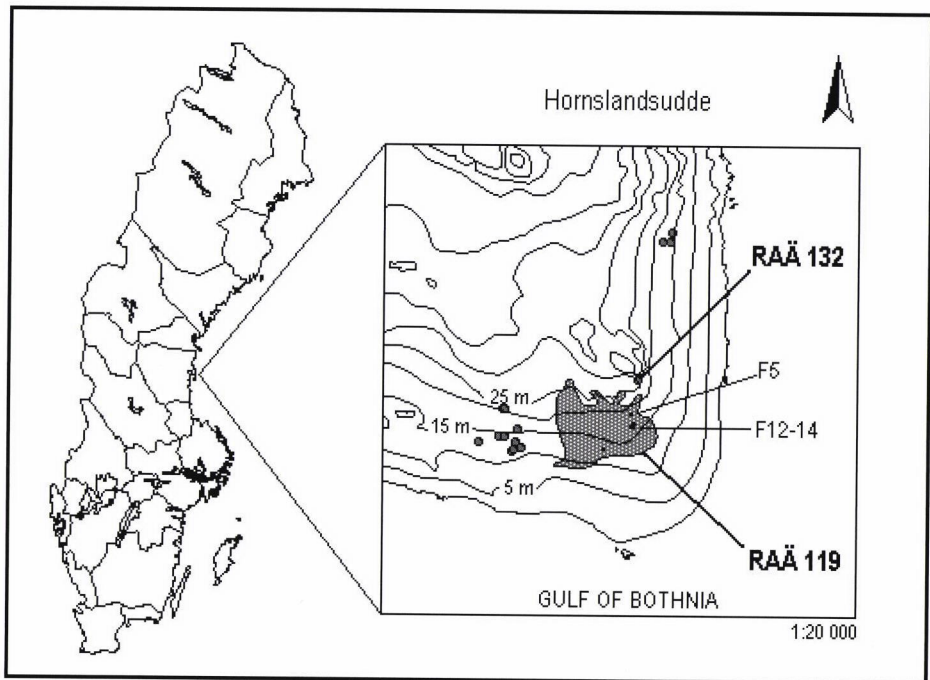 Hornslandsudde
RAÄ 132
F5
25 m
15 m
F12-14
5 m
RAÄ 119
GULF OF BOTHNIA
1:20 000